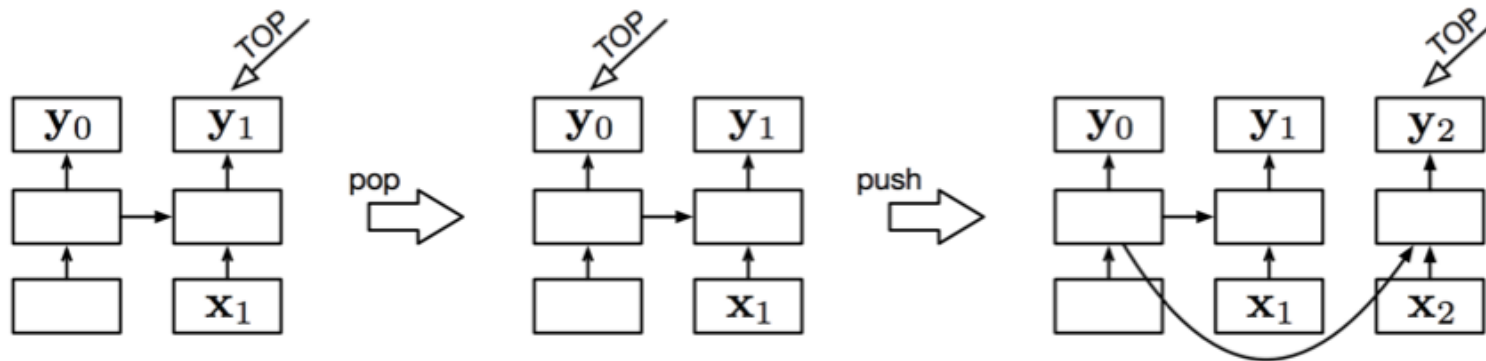 TOP TOP TOP
y₀ y₁ y₀ y₁ y₀ y₁ y₂
pop push
x₁ x₁ x₁ x₂